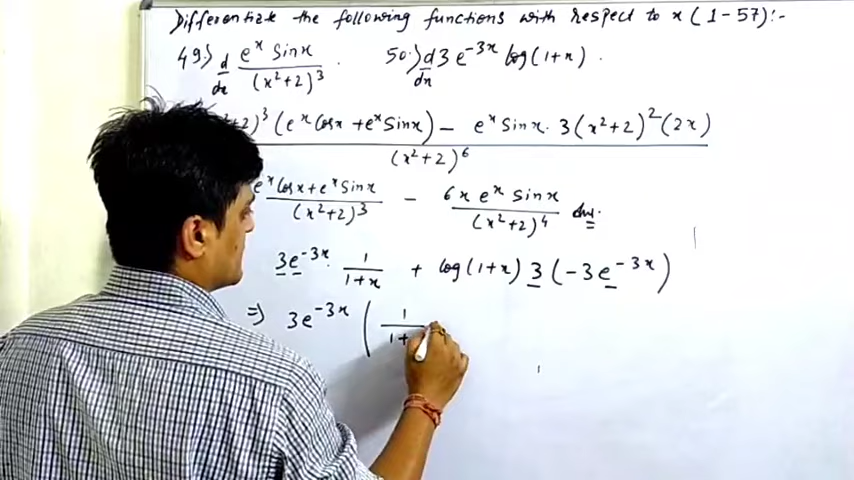 Differentiate the following functions with respect to x (1-57):-
49.) d/dx e^x Sinx / (x²+2)³ . 50.) d/dx 3 e^-3x log(1+x) .
+2)³ (e^x Cosx + e^x Sinx) - e^x Sinx · 3(x²+2)²(2x) / (x²+2)⁶
e^x Cosx + e^x Sinx / (x²+2)³ - 6x e^x Sinx / (x²+2)⁴ Ans.
3e^-3x · 1/1+x + log(1+x) 3(-3e^-3x)
=> 3e^-3x ( 1/1+